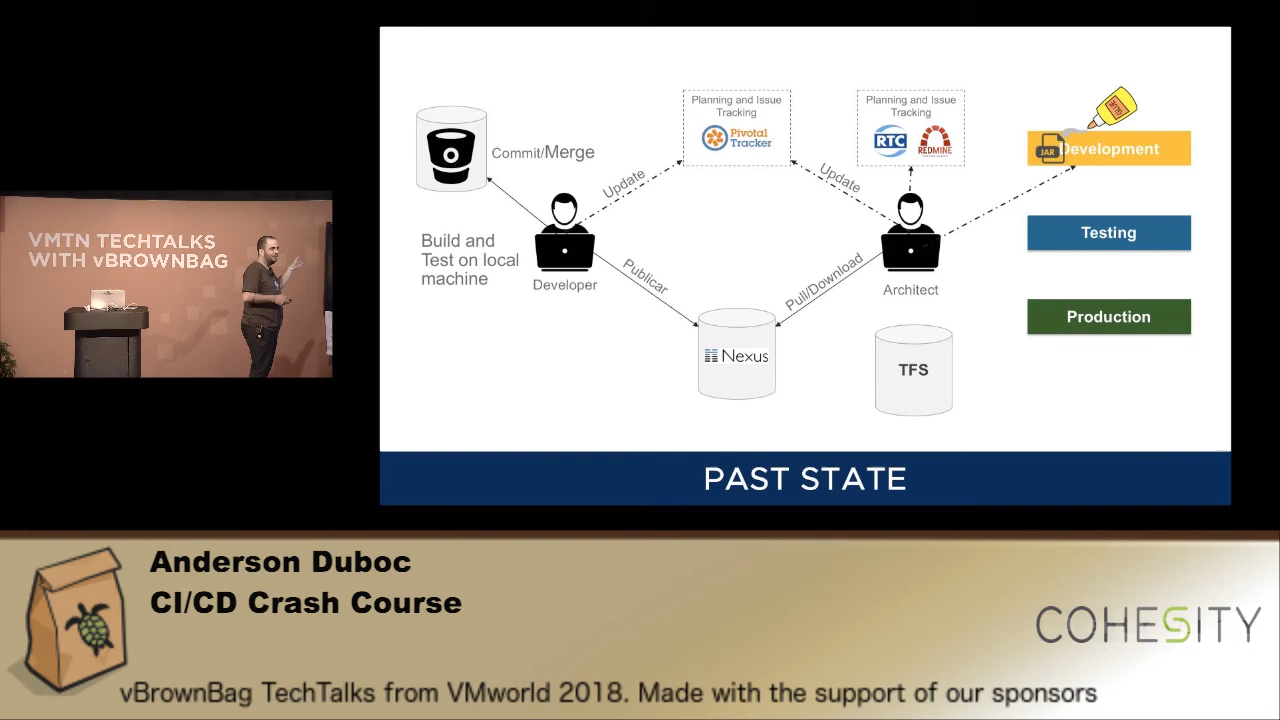 VMTN TECHTALKS
WITH vBROWNBAG
Planning and Issue
Tracking
Pivotal
Tracker
Planning and Issue
Tracking
RTC
REDMINE
GLUE
JAR
Development
Commit/Merge
Update
Update
Testing
Build and
Test on local
machine
Developer
Publicar
Pull/Download
Architect
Production
Nexus
TFS
PAST STATE
Anderson Duboc
CI/CD Crash Course
COHESITY
vBrownBag TechTalks from VMworld 2018. Made with the support of our sponsors